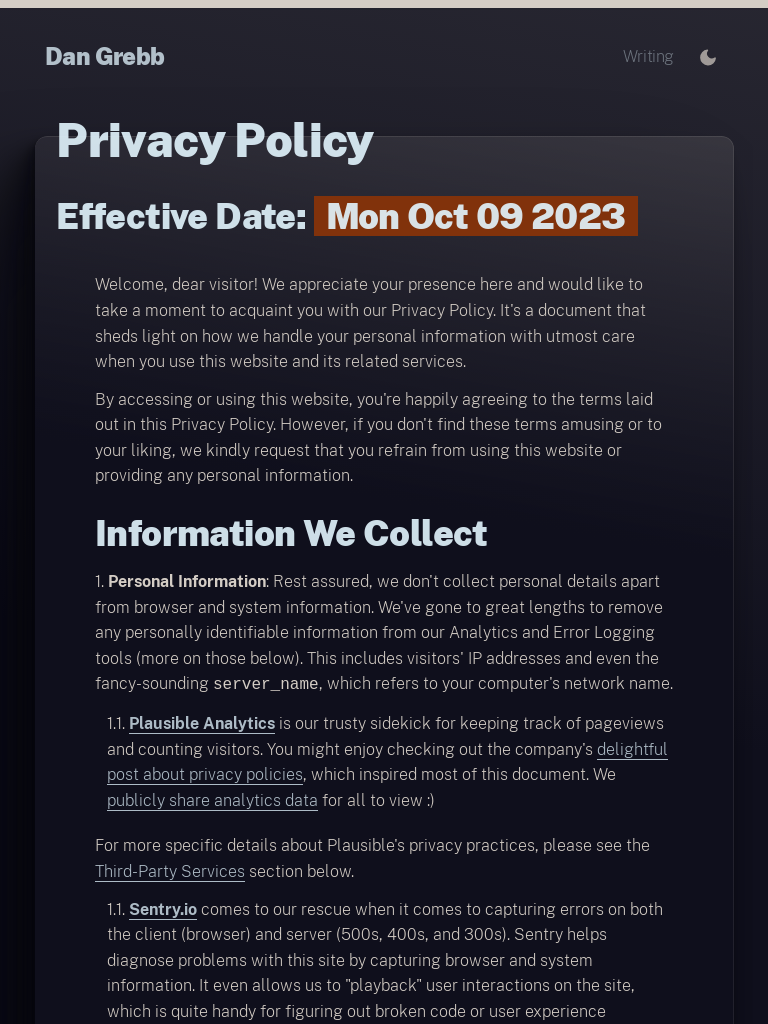 Dan Grebb
Writing
Privacy Policy
Effective Date: Mon Oct 09 2023
Welcome, dear visitor! We appreciate your presence here and would like to
take a moment to acquaint you with our Privacy Policy. It's a document that
sheds light on how we handle your personal information with utmost care
when you use this website and its related services.
By accessing or using this website, you're happily agreeing to the terms laid
out in this Privacy Policy. However, if you don't find these terms amusing or to
your liking, we kindly request that you refrain from using this website or
providing any personal information.
Information We Collect
1. Personal Information: Rest assured, we don't collect personal details apart
from browser and system information. We've gone to great lengths to remove
any personally identifiable information from our Analytics and Error Logging
tools (more on those below). This includes visitors' IP addresses and even the
fancy-sounding server_name, which refers to your computer's network name.
1.1. Plausible Analytics is our trusty sidekick for keeping track of pageviews
and counting visitors. You might enjoy checking out the company's delightful
post about privacy policies, which inspired most of this document. We
publicly share analytics data for all to view :)
For more specific details about Plausible's privacy practices, please see the
Third-Party Services section below.
1.1. Sentry.io comes to our rescue when it comes to capturing errors on both
the client (browser) and server (500s, 400s, and 300s). Sentry helps
diagnose problems with this site by capturing browser and system
information. It even allows us to "playback" user interactions on the site,
which is quite handy for figuring out broken code or user experience